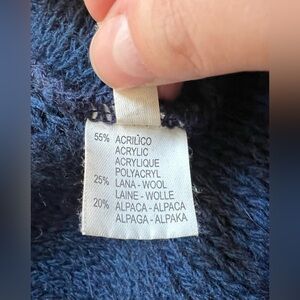 55% ACRILICO
ACRYLIC
ACRYLIQUE
POLYACRYL
25% LANA - WOOL
LAINE - WOLLE
20% ALPACA - ALPACA
ALPAGA - ALPAKA